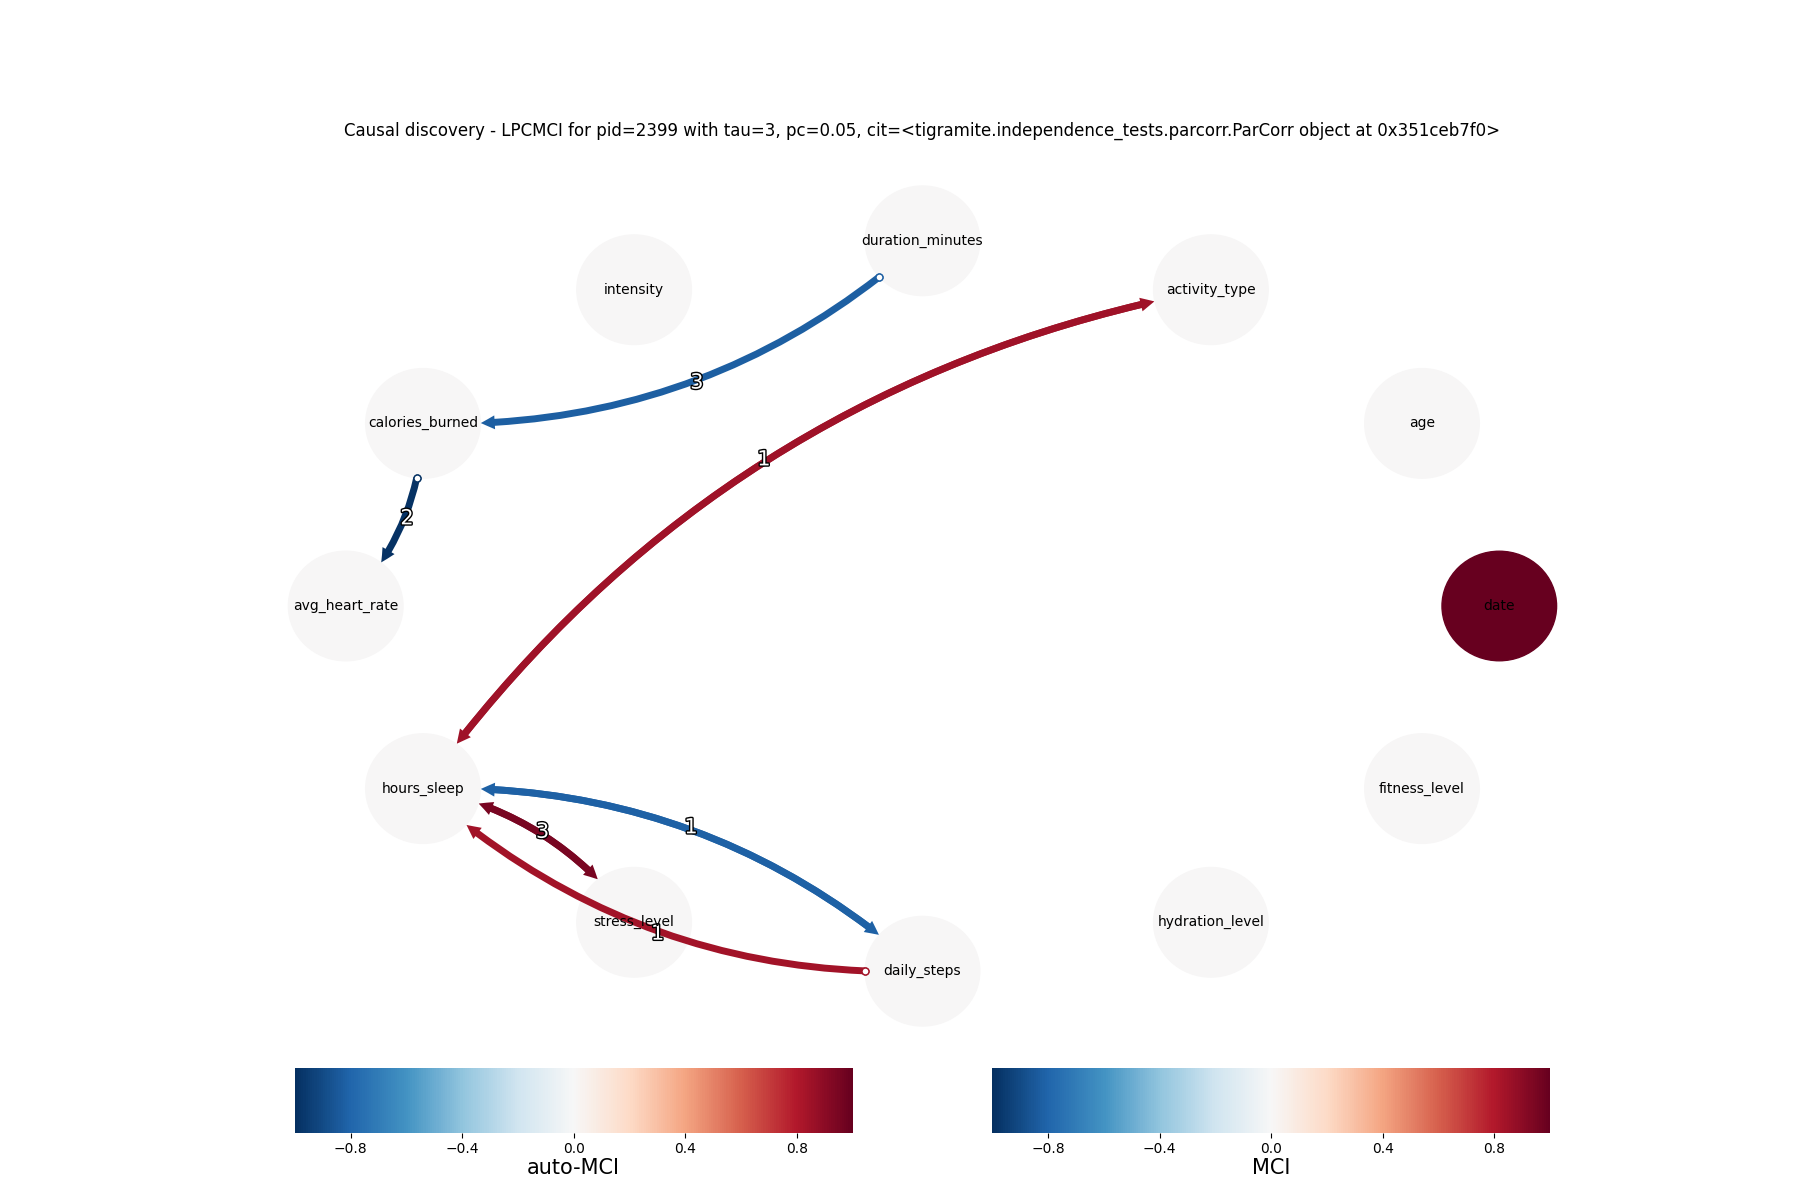 Causal discovery - LPCMCI for pid=2399 with tau=3, pc=0.05, cit=<tigramite.independence_tests.parcorr.ParCorr object at 0x351ceb7f0>
duration_minutes
intensity
activity_type
3
calories_burned
age
1
2
avg_heart_rate
date
hours_sleep
fitness_level
3
1
stress_level
1
hydration_level
daily_steps
−0.8 −0.4 0.0 0.4 0.8
auto-MCI
−0.8 −0.4 0.0 0.4 0.8
MCI